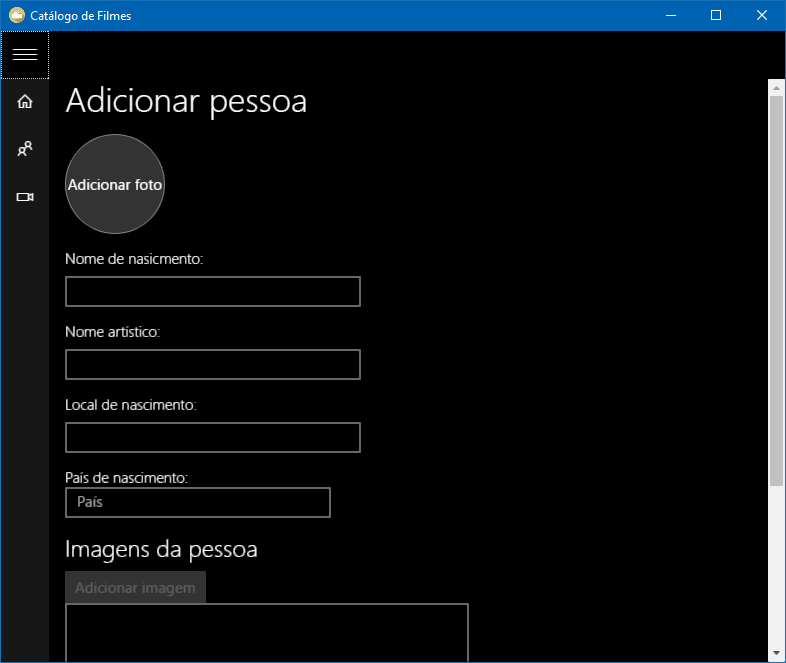 Catálogo de Filmes
Adicionar pessoa
Adicionar foto
Nome de nasicmento:
Nome artístico:
Local de nascimento:
País de nascimento:
País
Imagens da pessoa
Adicionar imagem